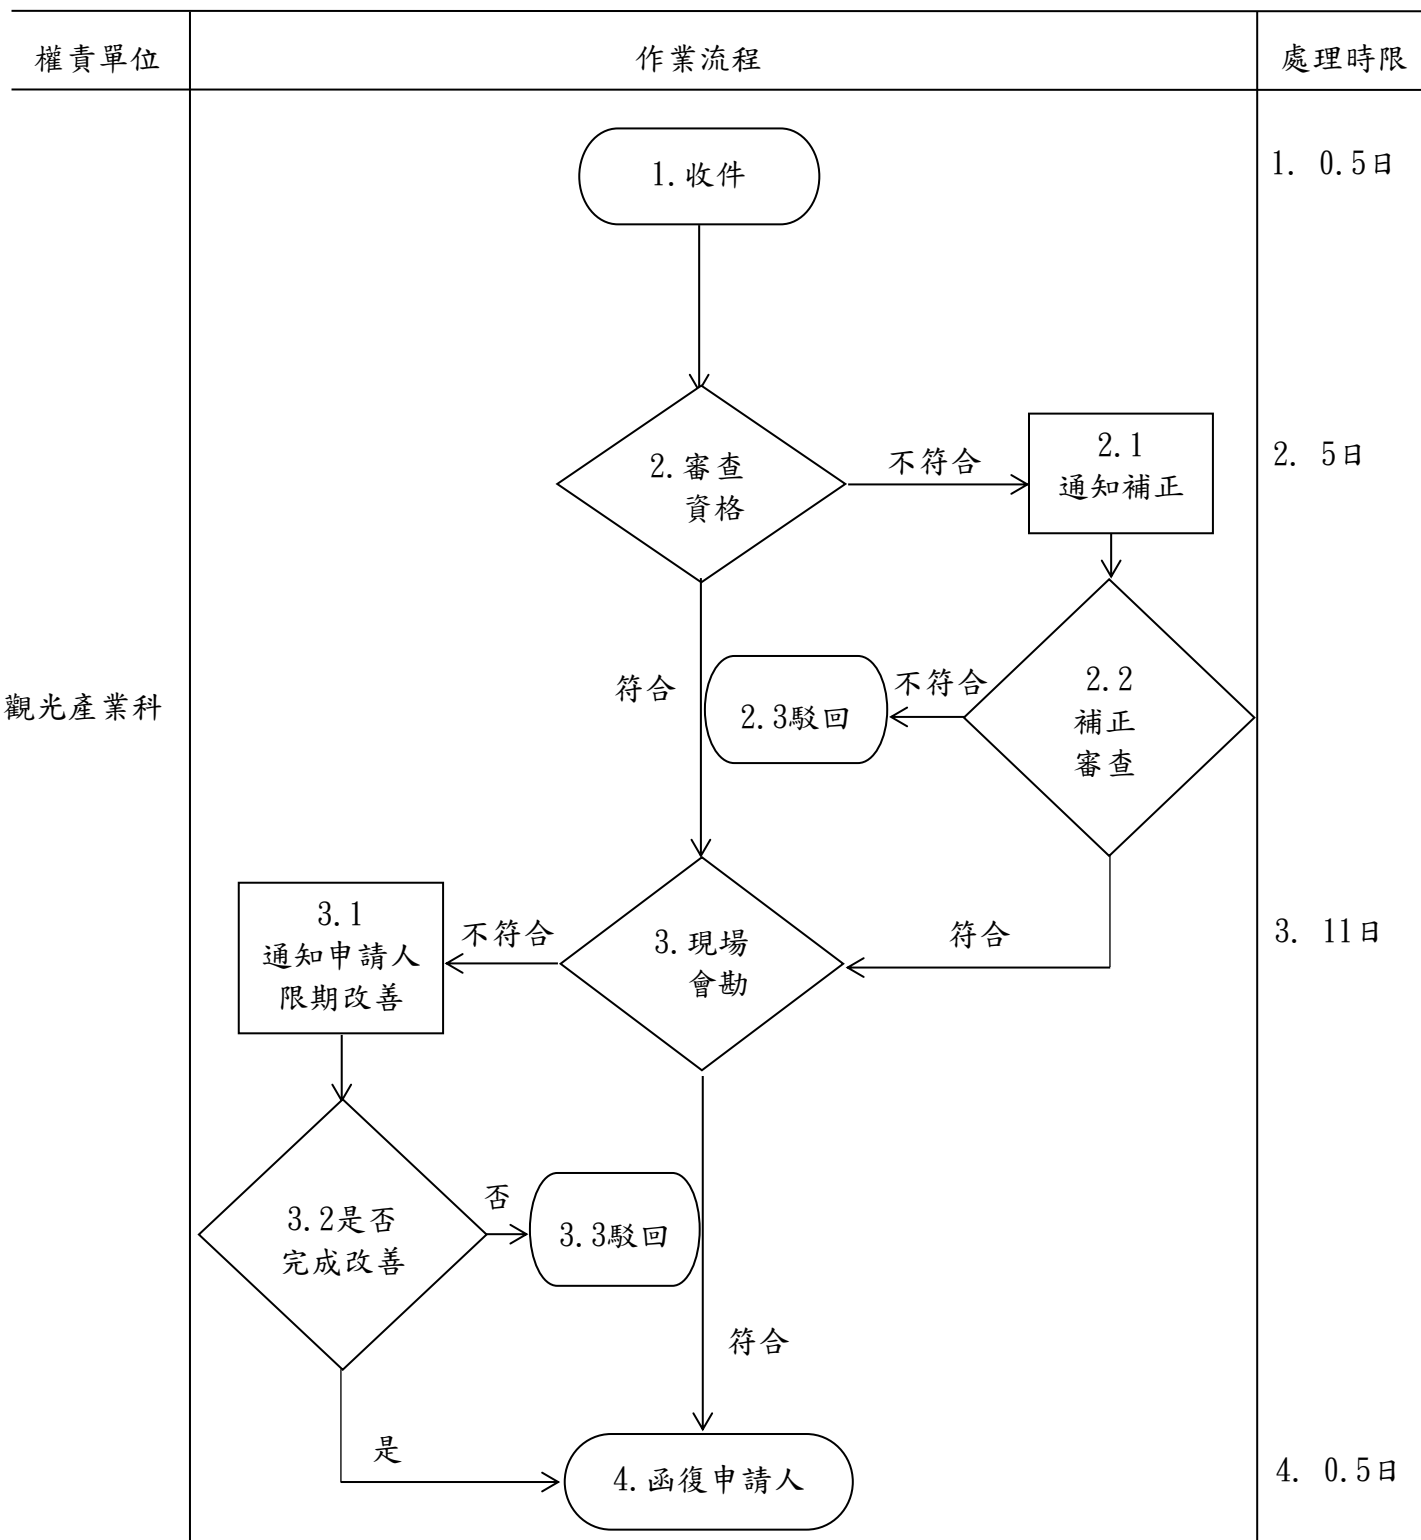 權責單位
作業流程
處理時限
1.收件
1. 0.5日
2.審查
資格
不符合
2.1
通知補正
2. 5日
觀光產業科
符合
2.3駁回
不符合
2.2
補正
審查
3.1
通知申請人
限期改善
不符合
3.現場
會勘
符合
3. 11日
3.2是否
完成改善
否
3.3駁回
符合
是
4.函復申請人
4. 0.5日